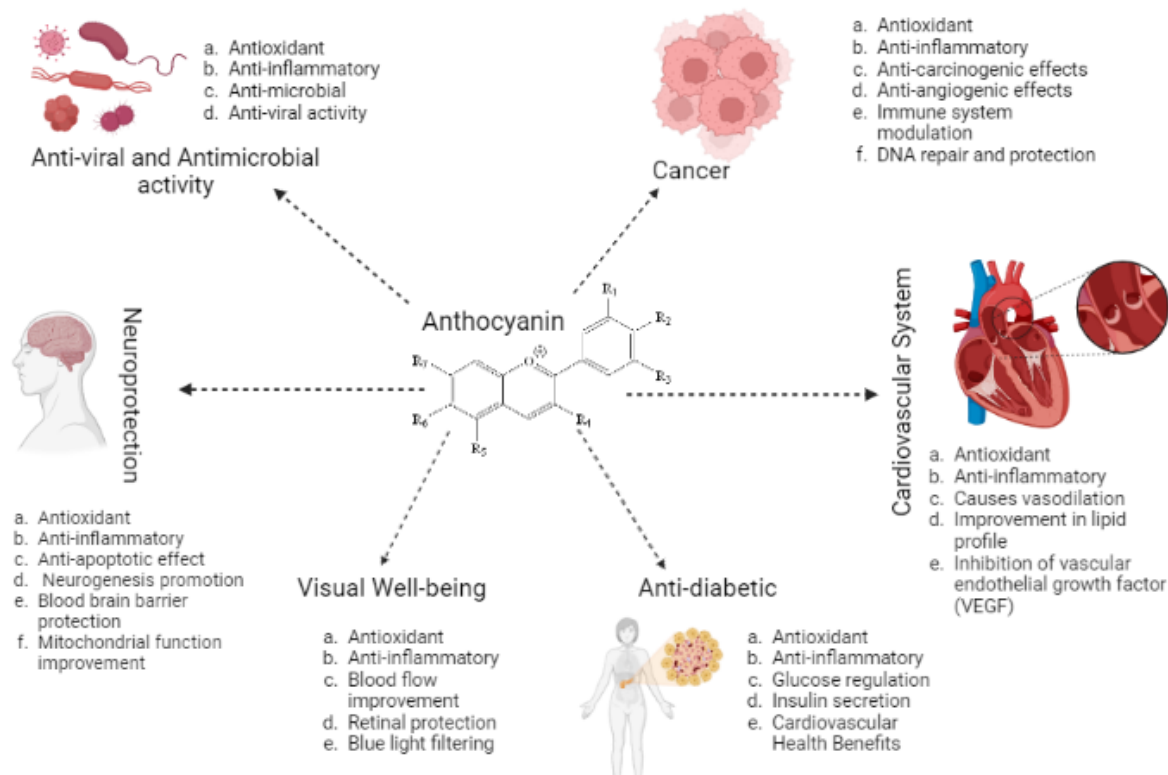 a. Antioxidant
b. Anti-inflammatory
c. Anti-microbial
d. Anti-viral activity
Anti-viral and Antimicrobial
activity
a. Antioxidant
b. Anti-inflammatory
c. Anti-carcinogenic effects
d. Anti-angiogenic effects
e. Immune system
modulation
f. DNA repair and protection
Cancer
Anthocyanin
R1
R2
R3
R4
R5
R6
R7
O
+
Neuroprotection
a. Antioxidant
b. Anti-inflammatory
c. Anti-apoptotic effect
d. Neurogenesis promotion
e. Blood brain barrier
protection
f. Mitochondrial function
improvement
Cardiovascular System
a. Antioxidant
b. Anti-inflammatory
c. Causes vasodilation
d. Improvement in lipid
profile
e. Inhibition of vascular
endothelial growth factor
(VEGF)
Visual Well-being
a. Antioxidant
b. Anti-inflammatory
c. Blood flow
improvement
d. Retinal protection
e. Blue light filtering
Anti-diabetic
a. Antioxidant
b. Anti-inflammatory
c. Glucose regulation
d. Insulin secretion
e. Cardiovascular
Health Benefits